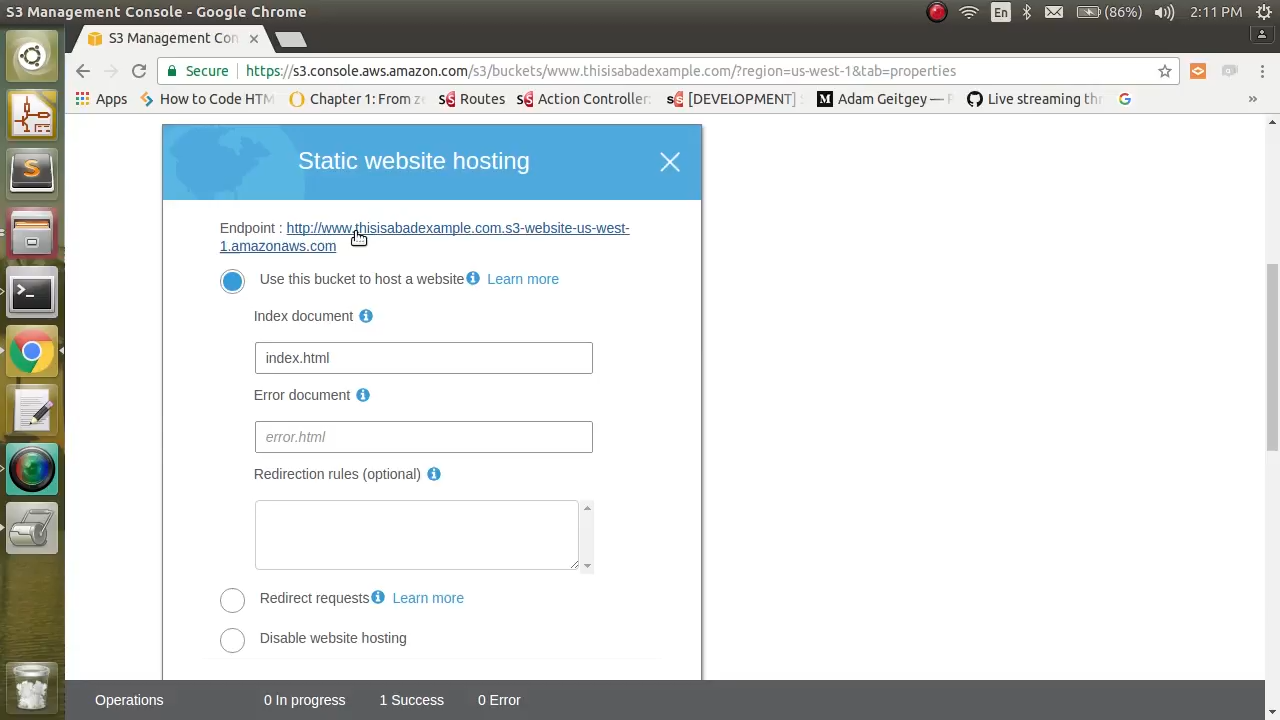 S3 Management Console - Google Chrome
En
(86%)
2:11 PM
S3 Management Con
Secure
https://s3.console.aws.amazon.com/s3/buckets/www.thisisabadexample.com/?region=us-west-1&tab=properties
Apps
How to Code HTM
Chapter 1: From ze
Routes
Action Controller:
[DEVELOPMENT]
Adam Geitgey —
Live streaming thr
»
Static website hosting
Endpoint : http://www.thisisabadexample.com.s3-website-us-west-
1.amazonaws.com
Use this bucket to host a website Learn more
Index document
index.html
Error document
error.html
Redirection rules (optional)
Redirect requests Learn more
Disable website hosting
Operations
0 In progress
1 Success
0 Error